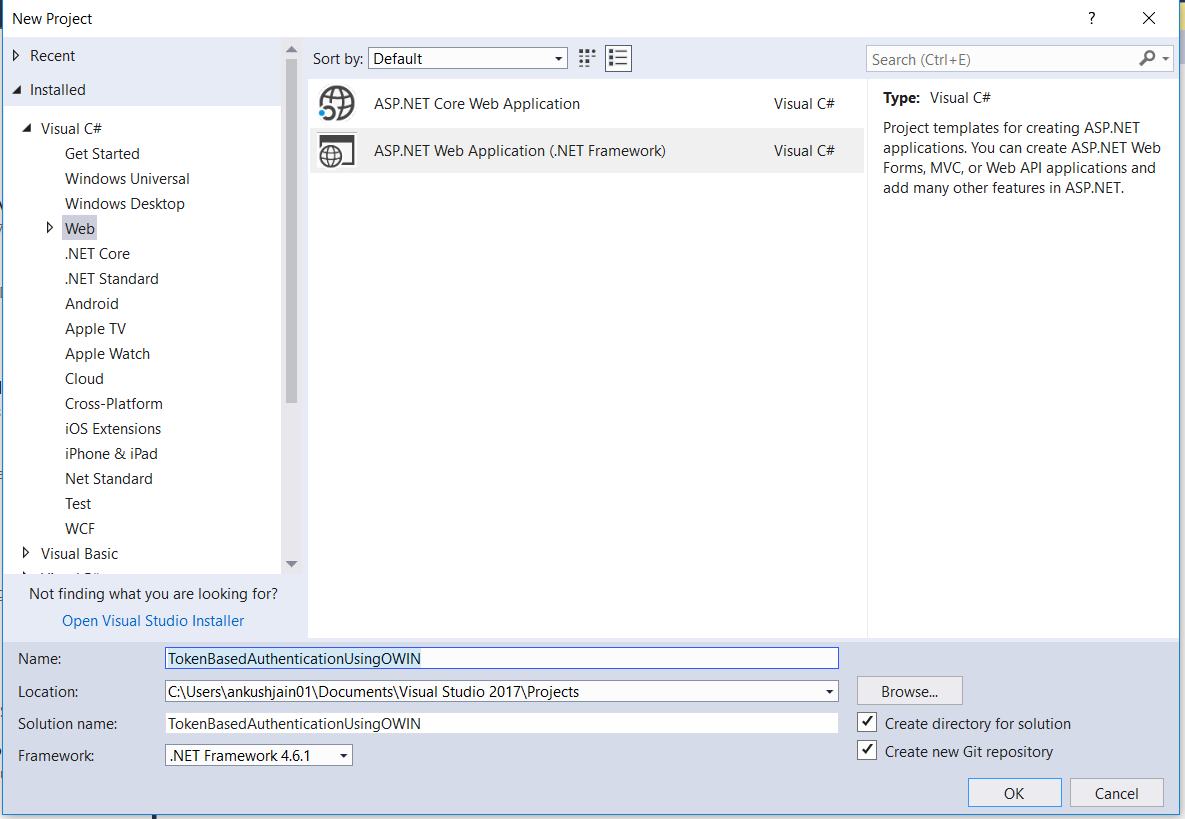 New Project
?
Recent
Installed
Visual C#
Get Started
Windows Universal
Windows Desktop
Web
.NET Core
.NET Standard
Android
Apple TV
Apple Watch
Cloud
Cross-Platform
iOS Extensions
iPhone & iPad
Net Standard
Test
WCF
Visual Basic
Not finding what you are looking for?
Open Visual Studio Installer
Sort by: Default
ASP.NET Core Web Application Visual C#
ASP.NET Web Application (.NET Framework) Visual C#
Search (Ctrl+E)
Type: Visual C#
Project templates for creating ASP.NET
applications. You can create ASP.NET Web
Forms, MVC, or Web API applications and
add many other features in ASP.NET.
Name: TokenBasedAuthenticationUsingOWIN
Location: C:\Users\ankushjain01\Documents\Visual Studio 2017\Projects Browse...
Solution name: TokenBasedAuthenticationUsingOWIN Create directory for solution
Framework: .NET Framework 4.6.1 Create new Git repository
OK Cancel